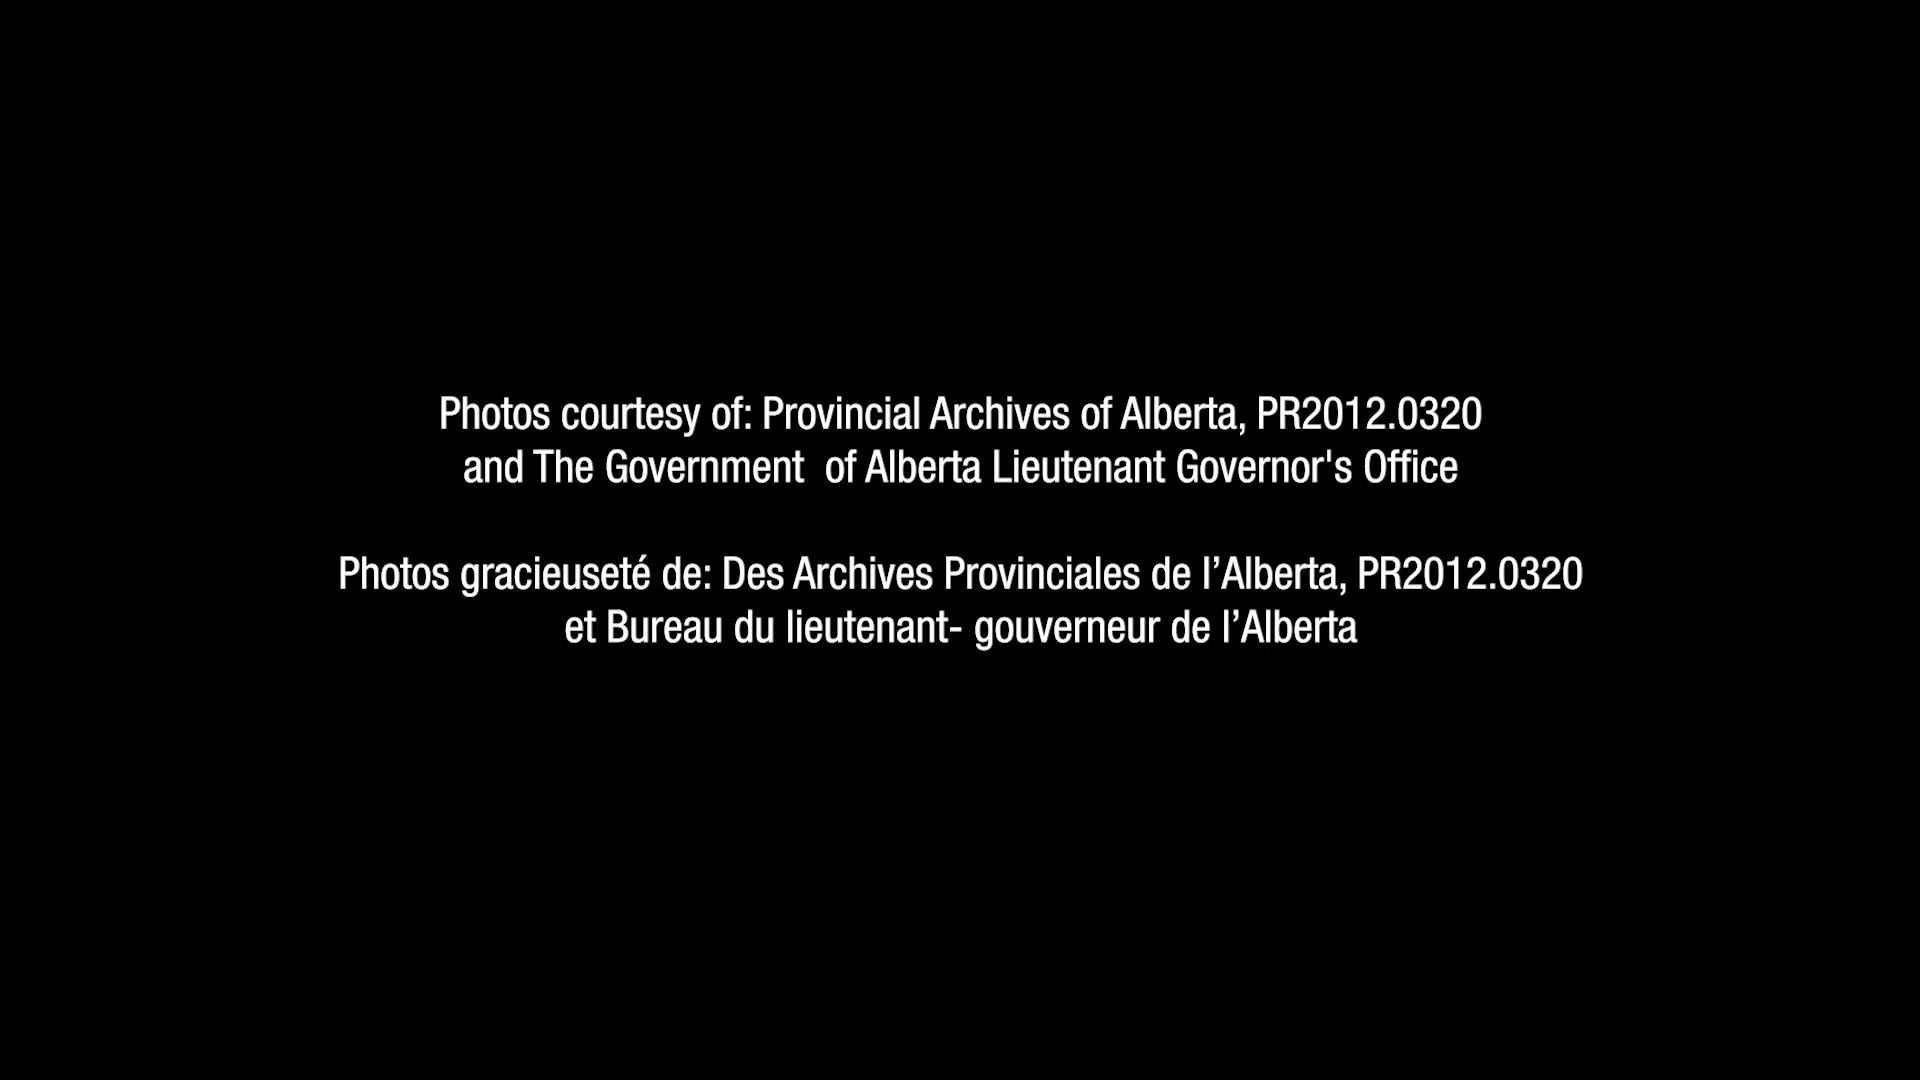 Photos courtesy of: Provincial Archives of Alberta, PR2012.0320
and The Government  of Alberta Lieutenant Governor's Office
Photos gracieuseté de: Des Archives Provinciales de l’Alberta, PR2012.0320
et Bureau du lieutenant- gouverneur de l’Alberta